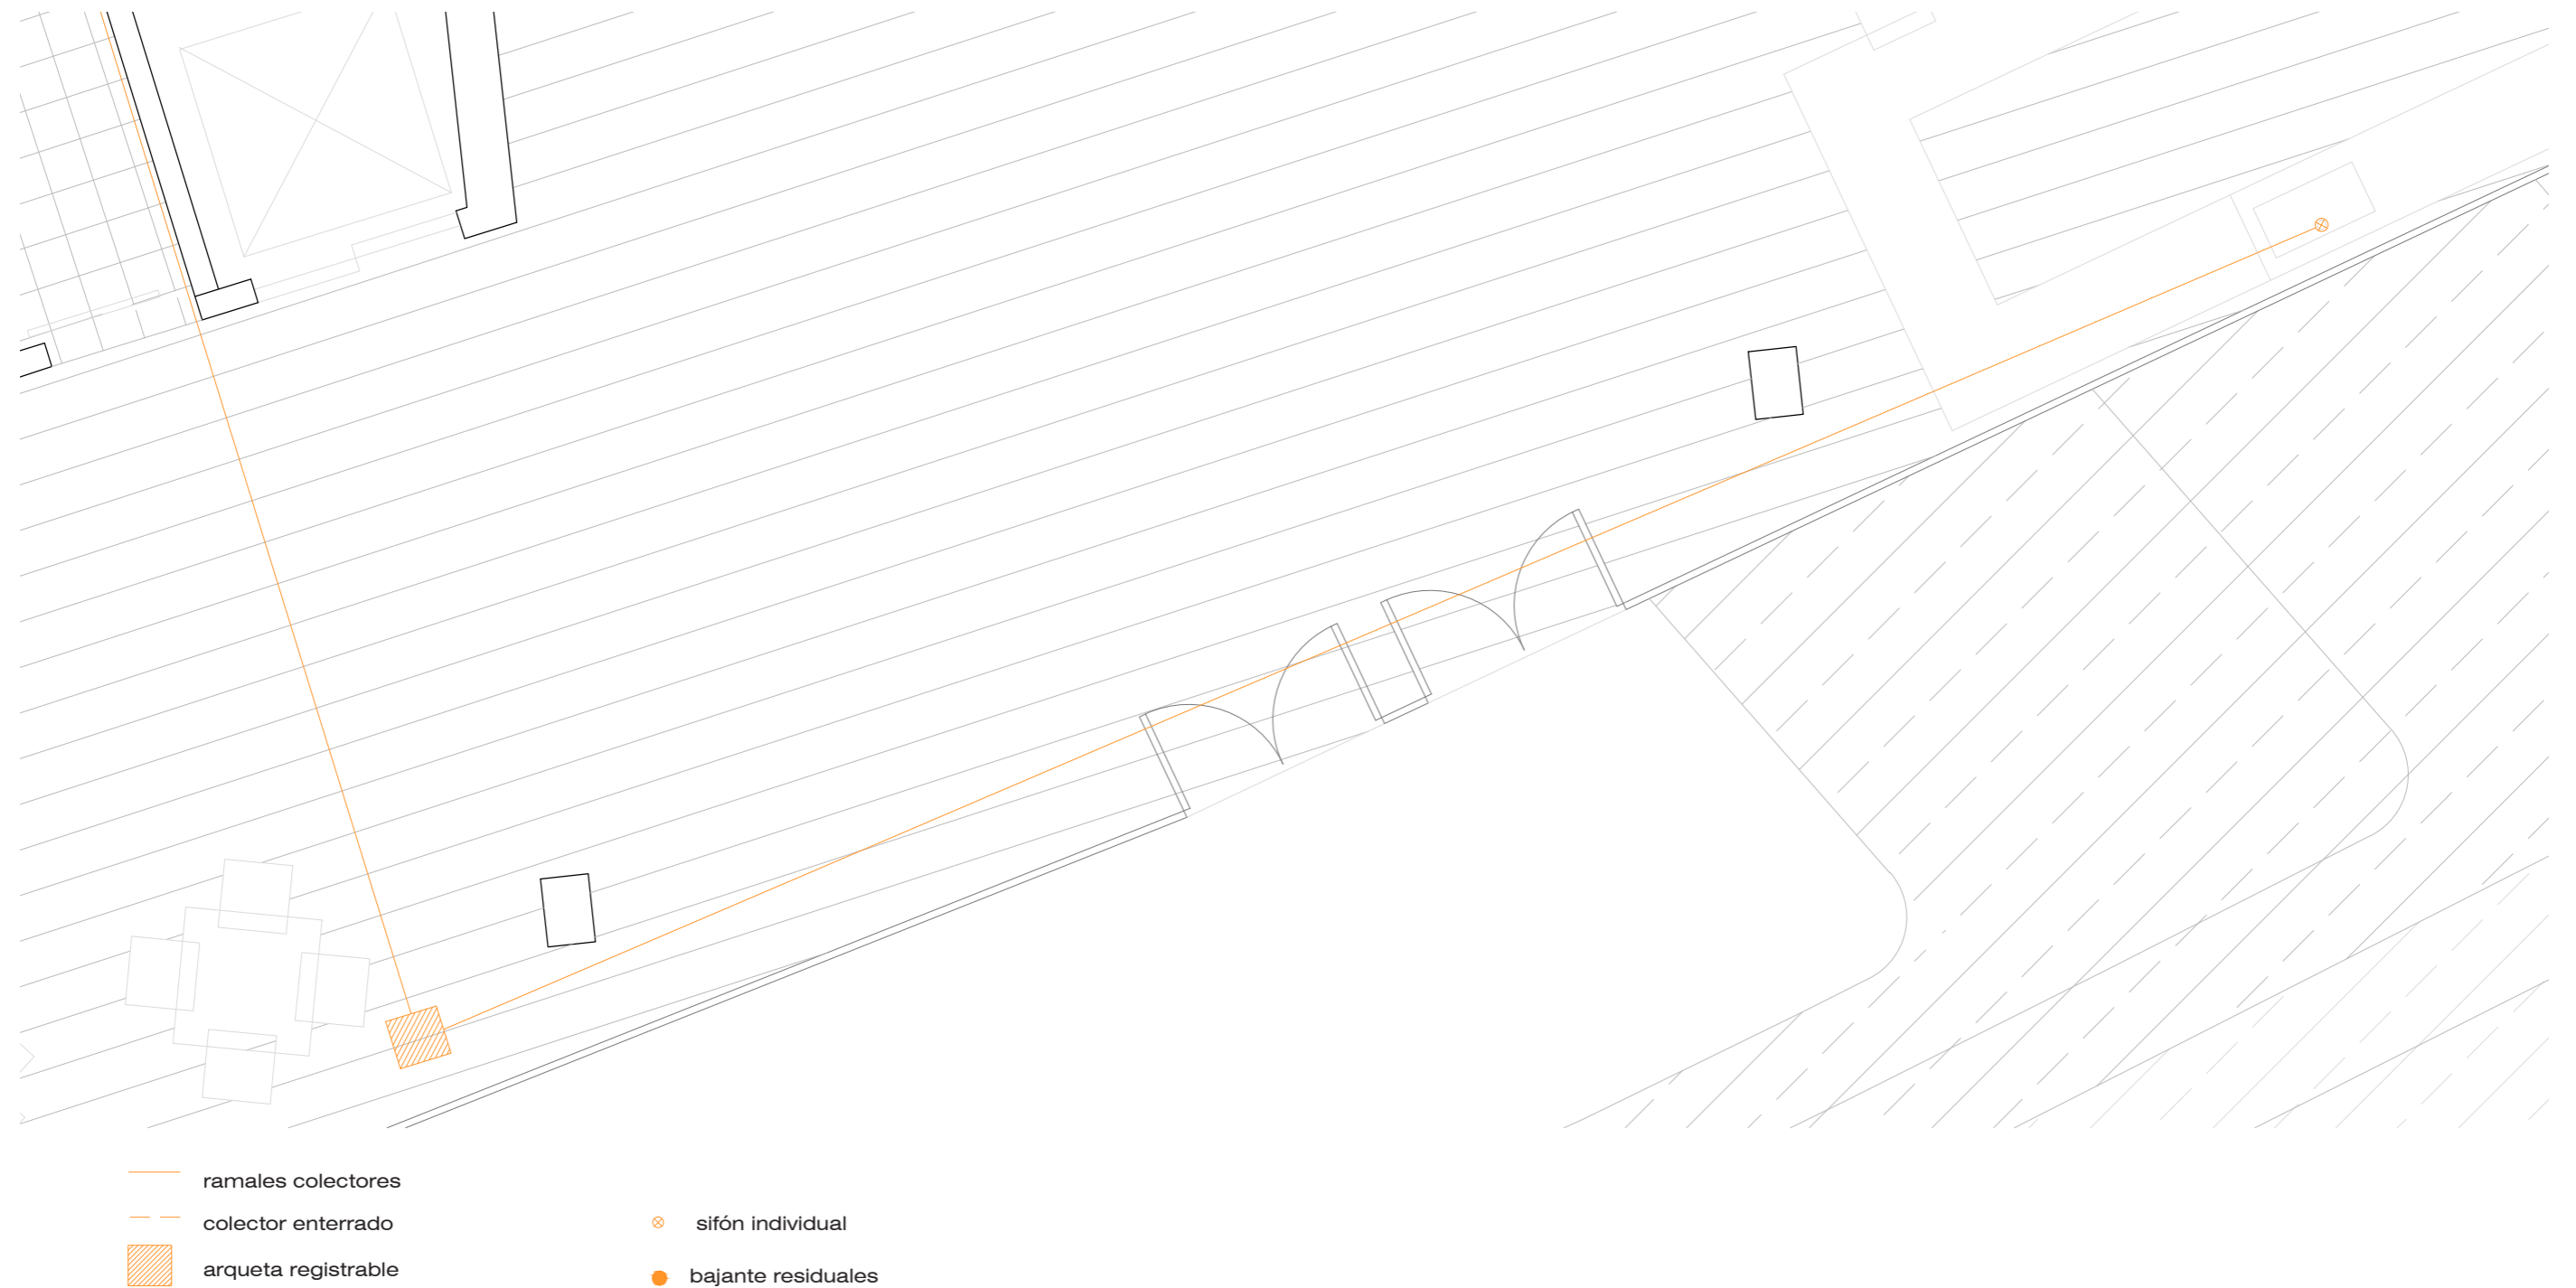 ramales colectores
colector enterrado
arqueta registrable
sifón individual
bajante residuales